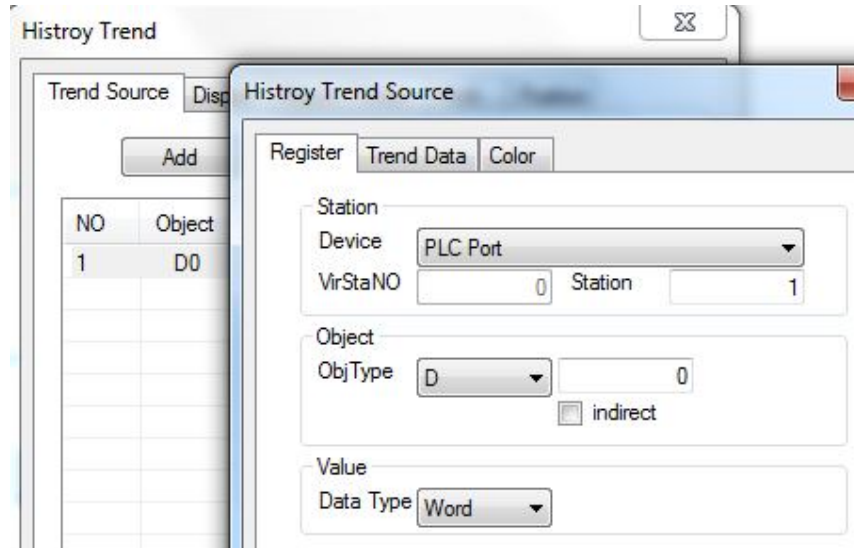 Histroy Trend
Trend Source Disp
Histroy Trend Source
Add
Register Trend Data Color
NO Object
1 D0
Station
Device PLC Port
VirStaNO 0 Station 1
Object
ObjType D 0
indirect
Value
Data Type Word